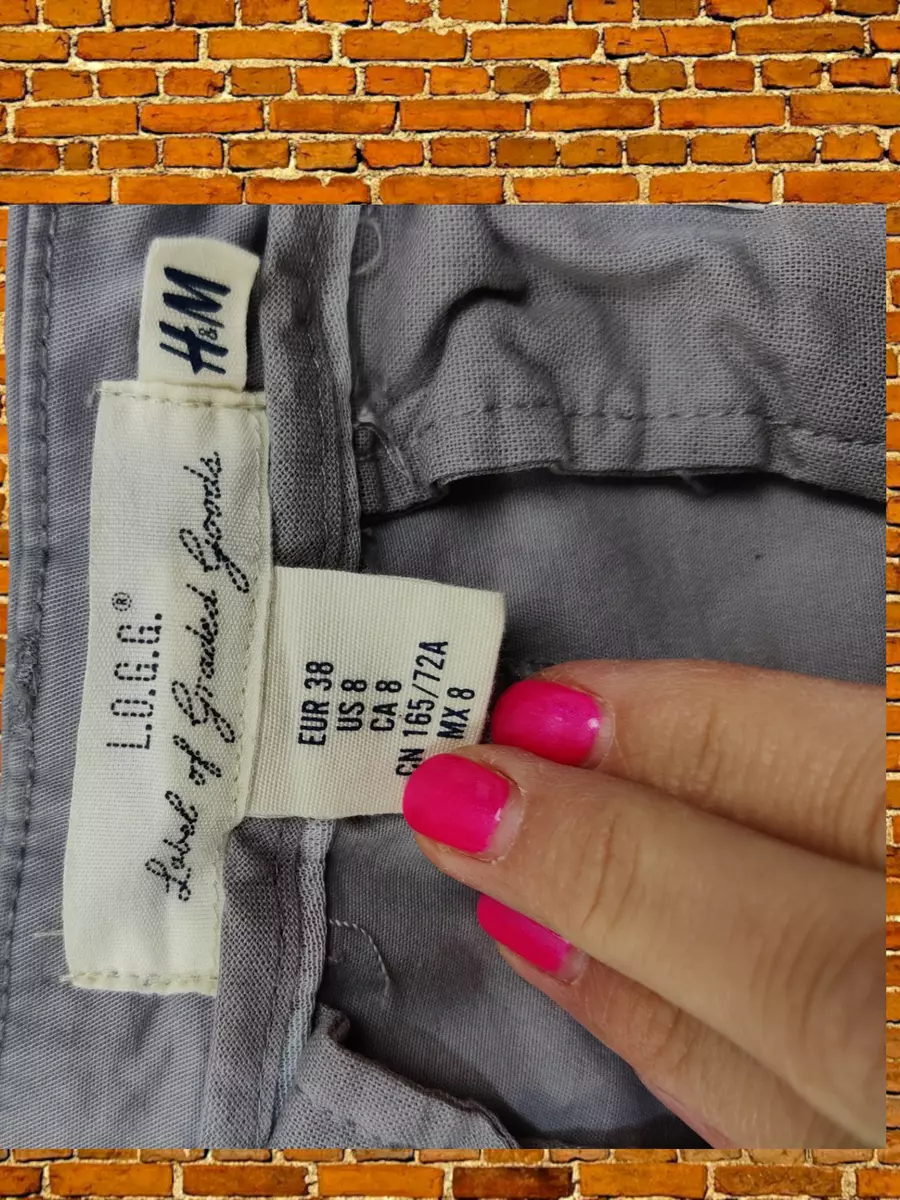 H&M
L.O.G.G.®
Label of Graded Goods
EUR 38
US 8
CA 8
CN 165/72A
MX 8